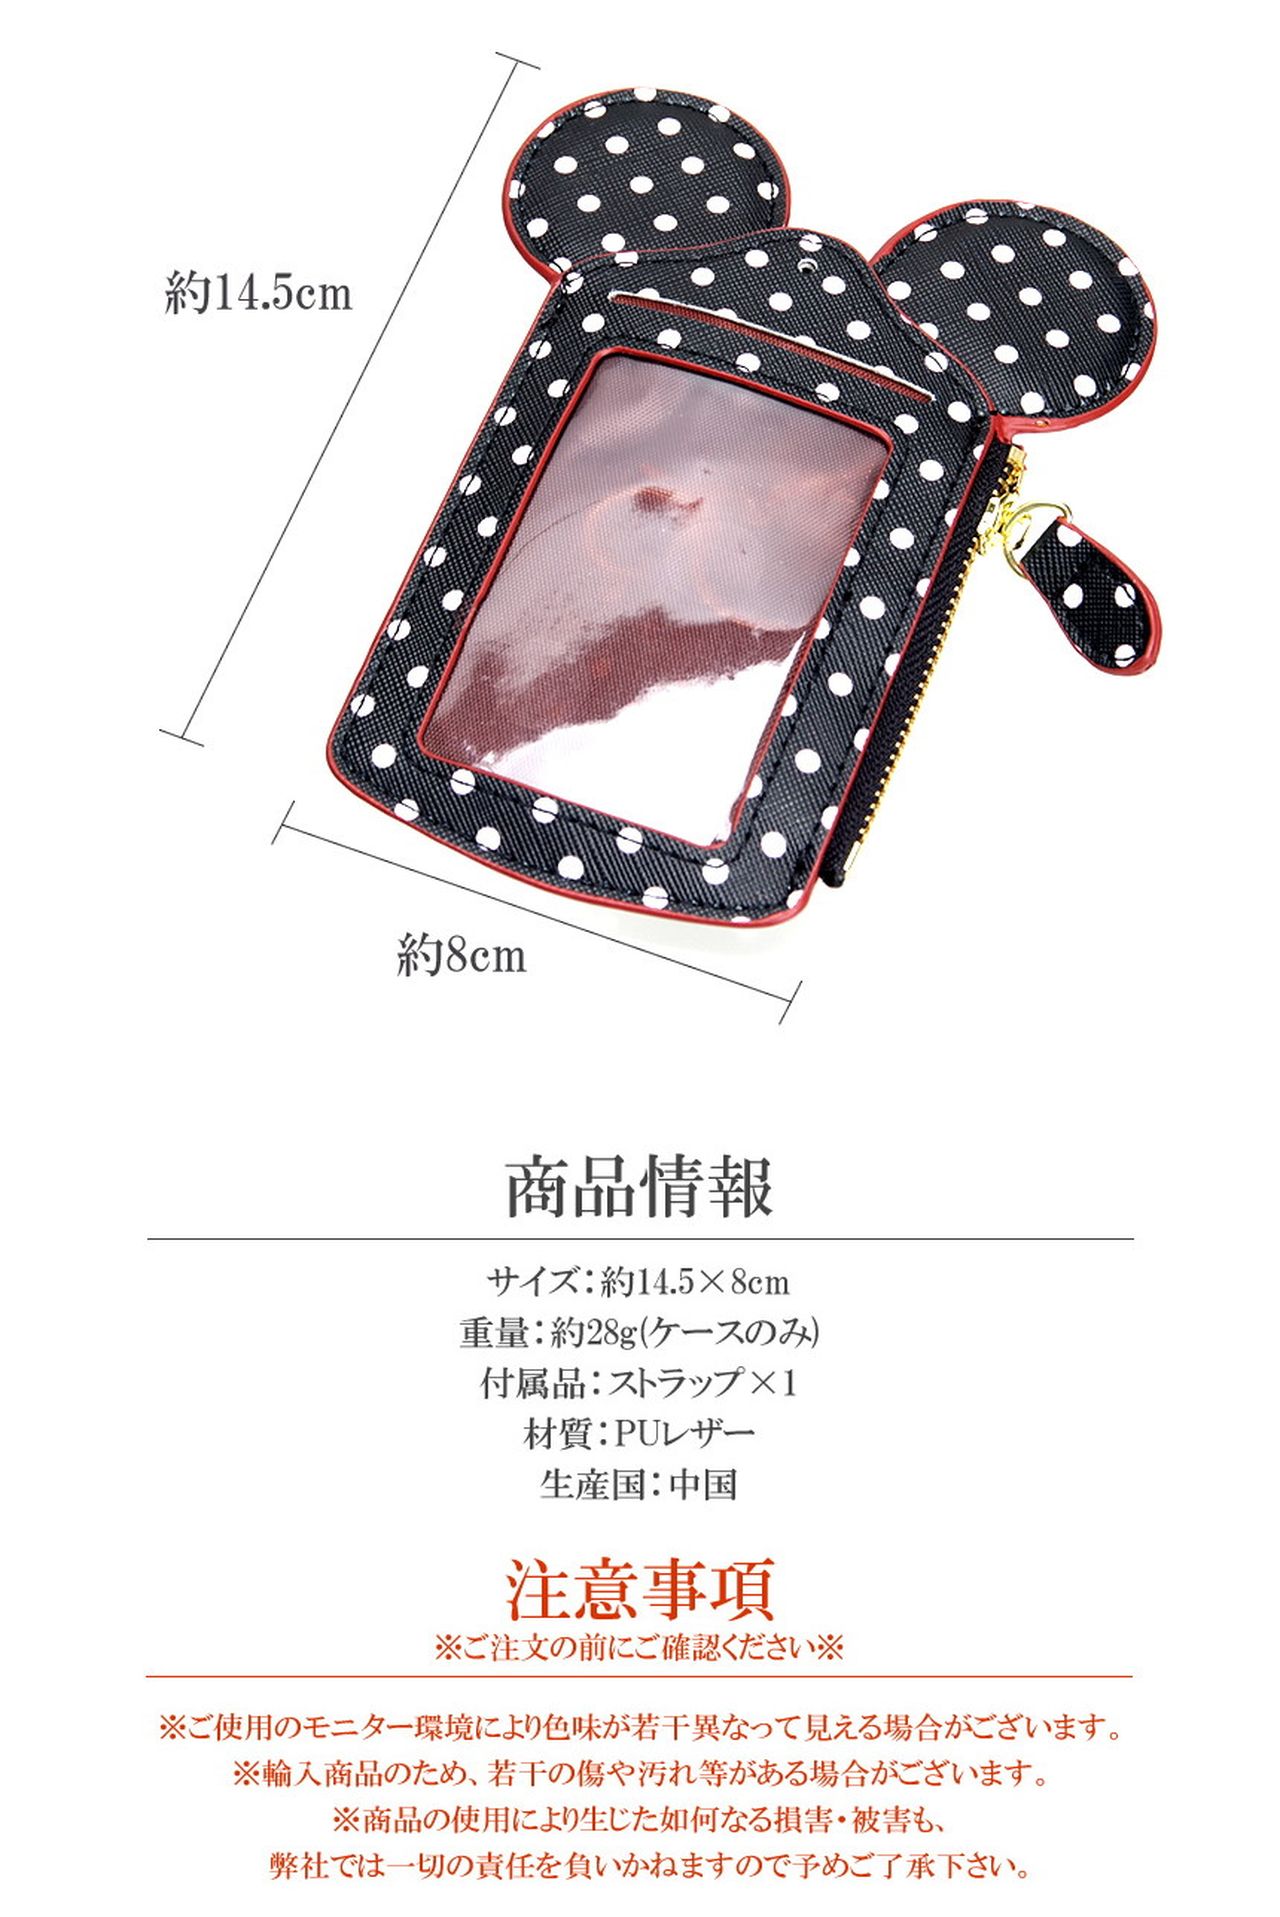 約14.5cm
約8cm
商品情報
サイズ：約14.5×8cm
重量：約28g(ケースのみ)
付属品：ストラップ×1
材質：PUレザー
生産国：中国
注意事項
※ご注文の前にご確認ください※
※ご使用のモニター環境により色味が若干異なって見える場合がございます。
※輸入商品のため、若干の傷や汚れ等がある場合がございます。
※商品の使用により生じた如何なる損害・被害も、
弊社では一切の責任を負いかねますので予めご了承下さい。